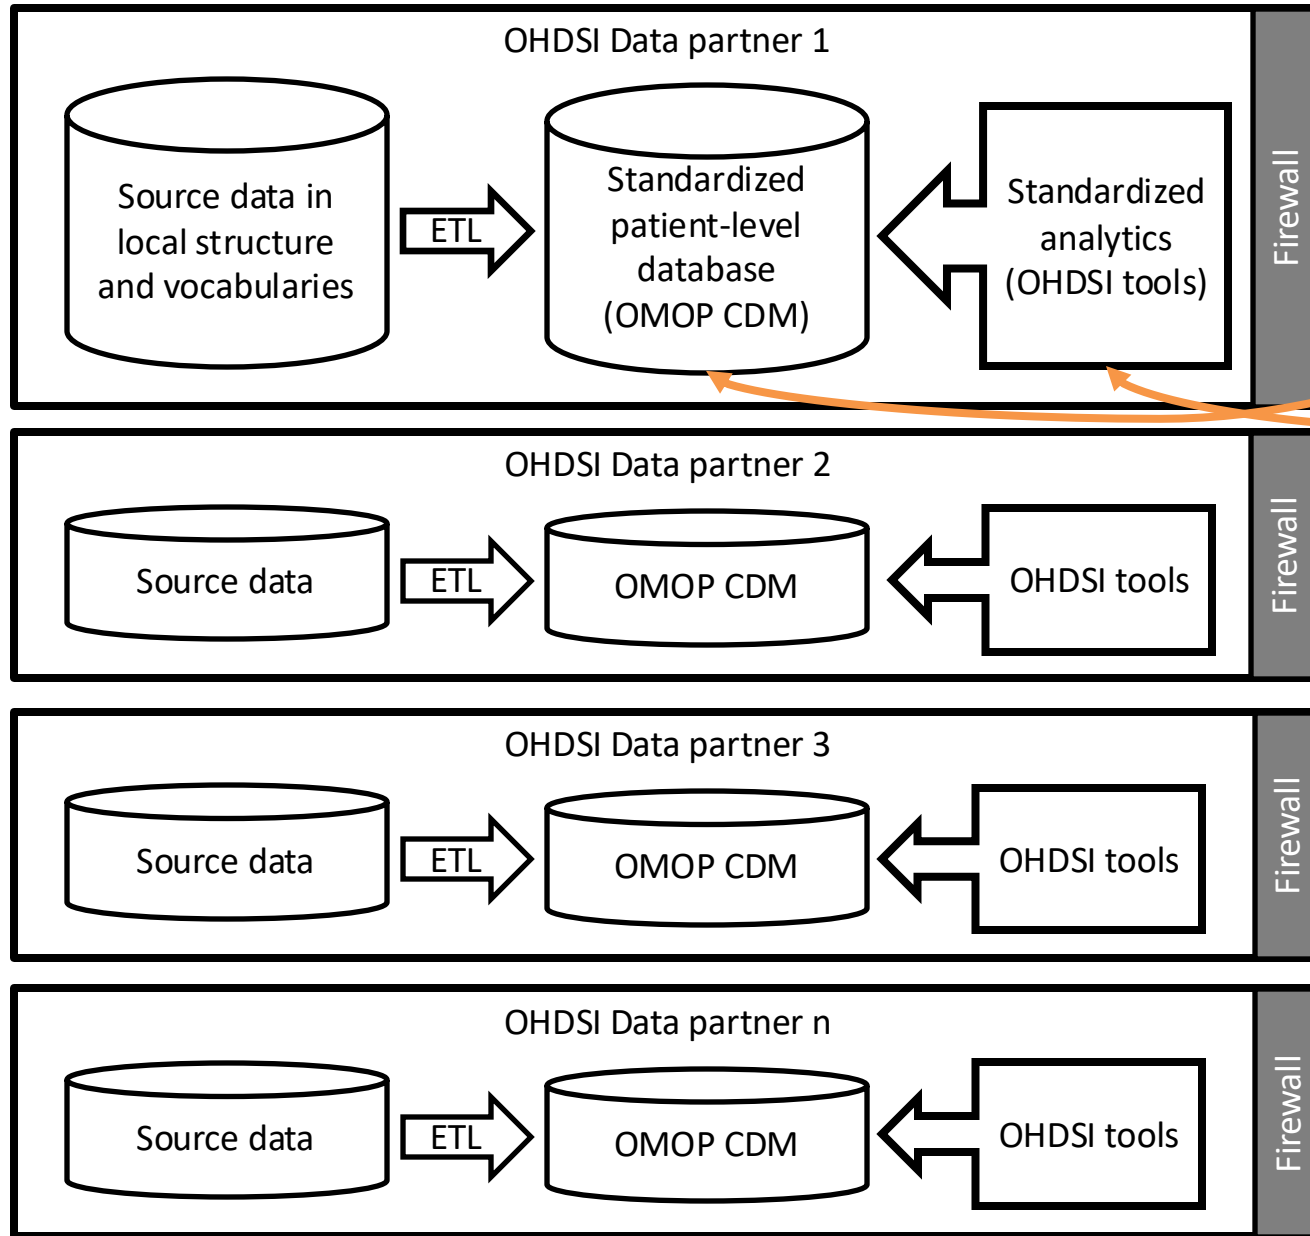 OHDSI Data partner 1
Source data in
local structure
and vocabularies
ETL
Standardized
patient-level
database
(OMOP CDM)
Standardized
analytics
(OHDSI tools)
Firewall
OHDSI Data partner 2
Source data
ETL
OMOP CDM
OHDSI tools
Firewall
OHDSI Data partner 3
Source data
ETL
OMOP CDM
OHDSI tools
Firewall
OHDSI Data partner n
Source data
ETL
OMOP CDM
OHDSI tools
Firewall